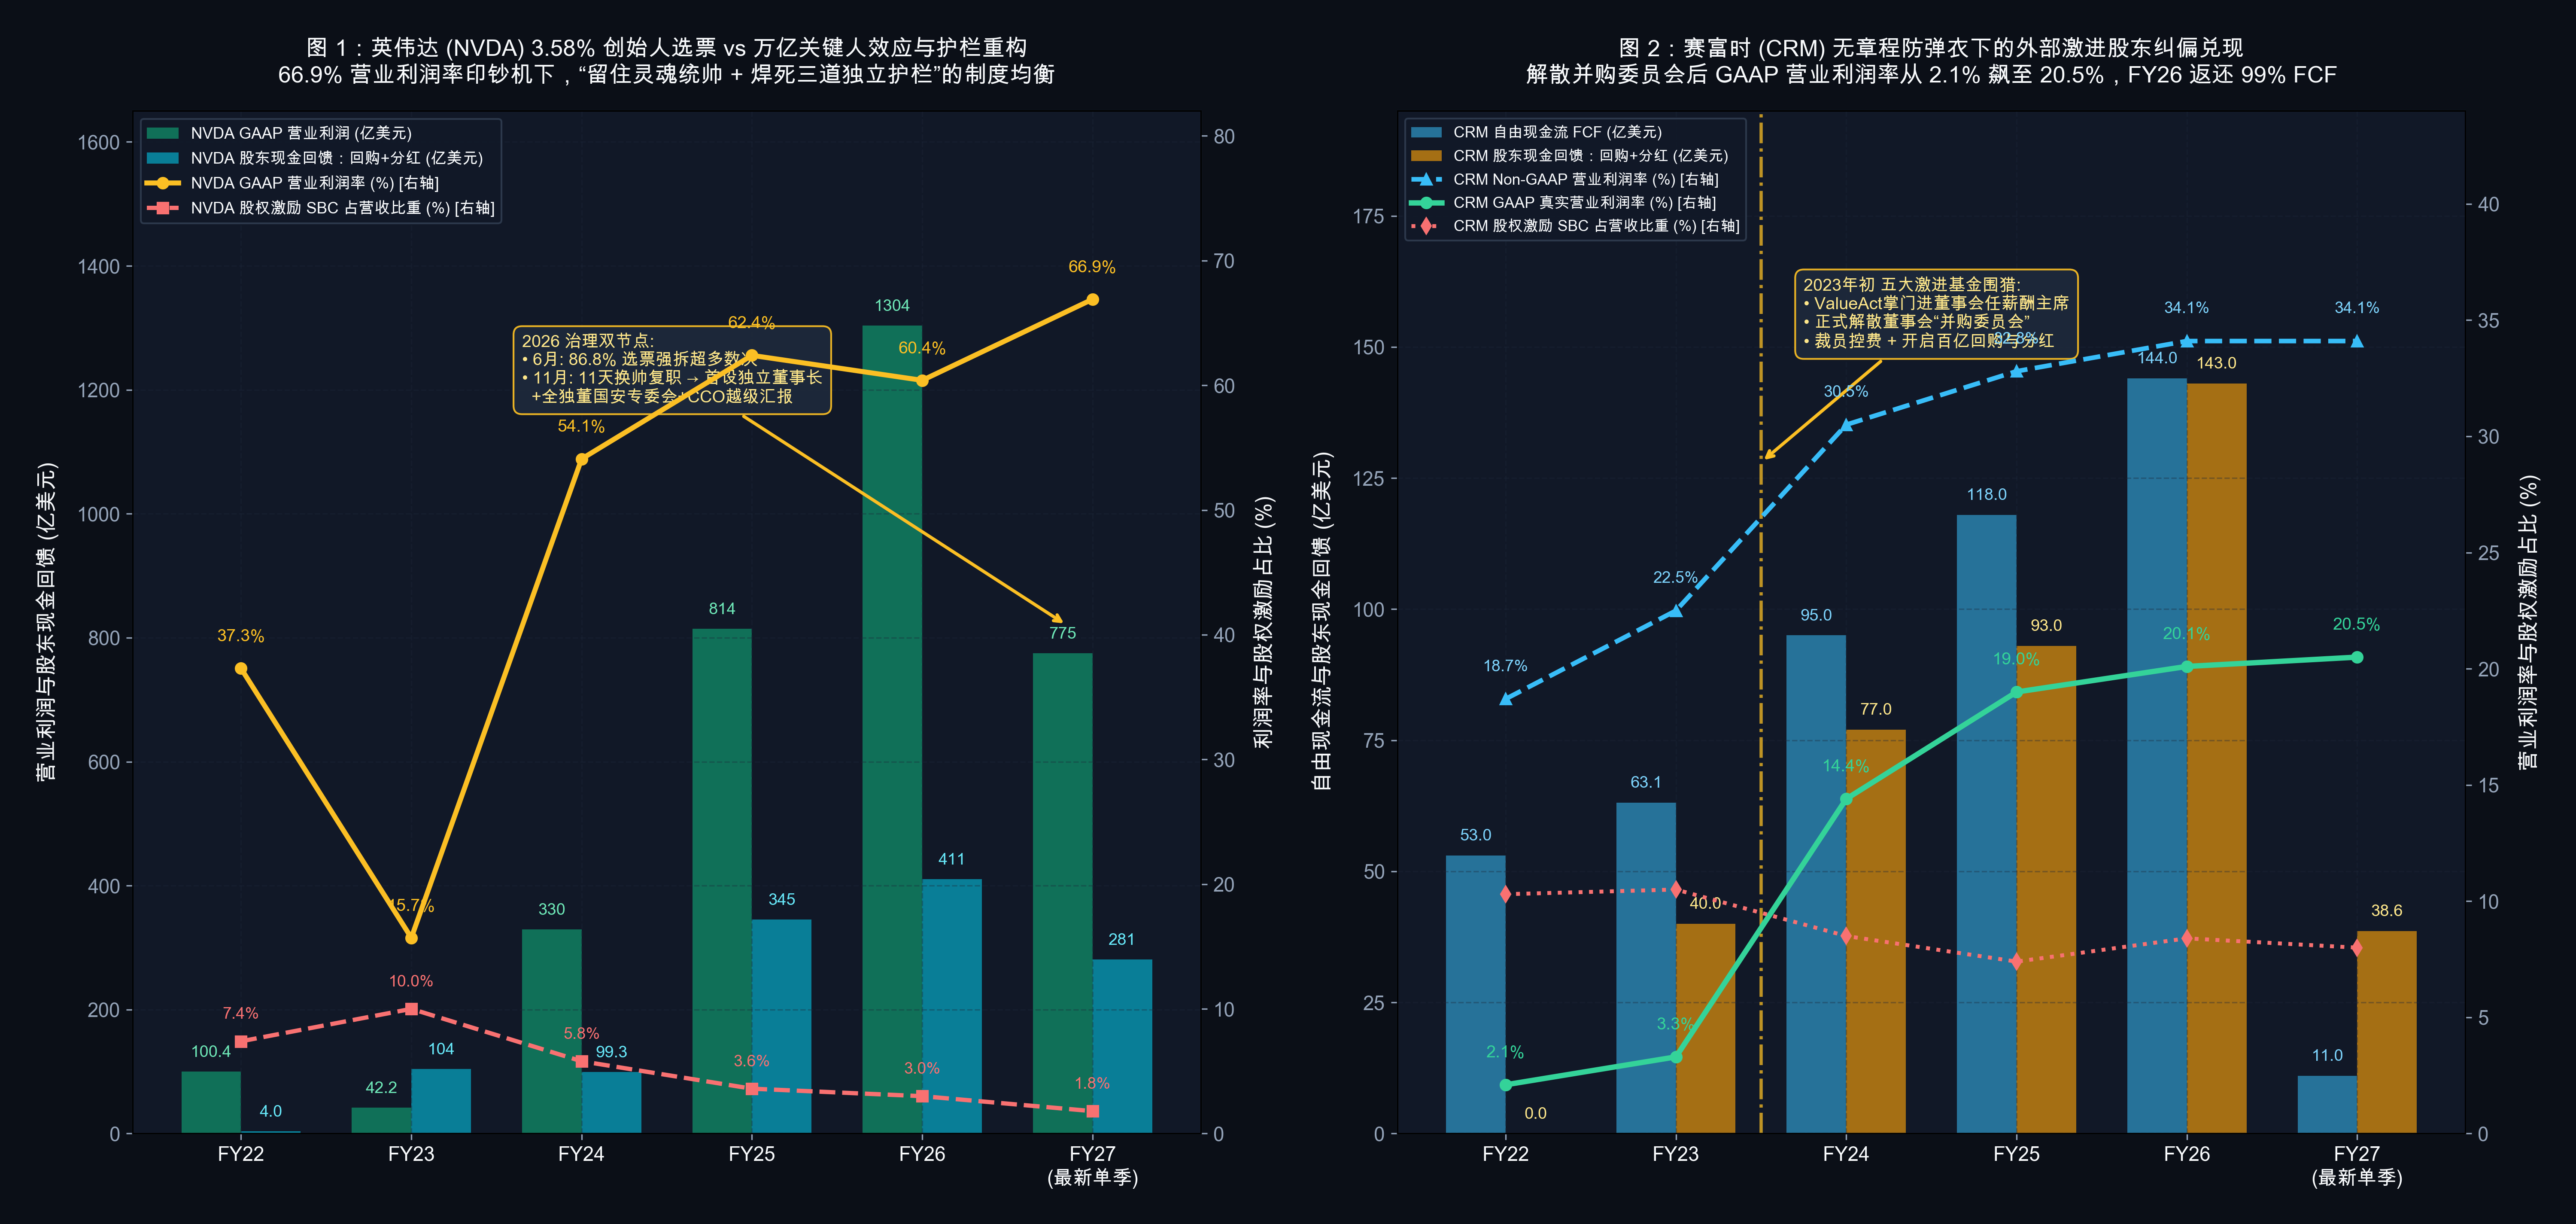 图 1：英伟达 (NVDA) 3.58% 创始人选票 vs 万亿关键人效应与护栏重构
66.9% 营业利润率印钞机下，“留住灵魂统帅 + 焊死三道独立护栏”的制度均衡
NVDA GAAP 营业利润 (亿美元)
NVDA 股东现金回馈：回购+分红 (亿美元)
NVDA GAAP 营业利润率 (%) [右轴]
NVDA 股权激励 SBC 占营收比重 (%) [右轴]
营业利润与股东现金回馈 (亿美元)
1600
1400
1200
1000
800
600
400
200
0
80
70
60
50
40
30
20
10
0
利润率与股权激励占比 (%)
2026 治理双节点:
• 6月: 86.8% 选票强拆超多数
• 11月: 11天换帅复职 → 首设独立董事长
+全独董国安专委会+CCO越级汇报
37.3%
15.7%
54.1%
62.4%
60.4%
66.9%
7.4%
10.0%
5.8%
3.6%
3.0%
1.8%
100.4
4.0
42.2
104
330
99.3
814
345
1304
411
775
281
FY22
FY23
FY24
FY25
FY26
FY27
(最新单季)
图 2：赛富时 (CRM) 无章程防弹衣下的外部激进股东纠偏兑现
解散并购委员会后 GAAP 营业利润率从 2.1% 飙至 20.5%，FY26 返还 99% FCF
CRM 自由现金流 FCF (亿美元)
CRM 股东现金回馈：回购+分红 (亿美元)
CRM Non-GAAP 营业利润率 (%) [右轴]
CRM GAAP 真实营业利润率 (%) [右轴]
CRM 股权激励 SBC 占营收比重 (%) [右轴]
自由现金流与股东现金回馈 (亿美元)
175
150
125
100
75
50
25
0
40
35
30
25
20
15
10
5
0
营业利润率与股权激励占比 (%)
2023年初 五大激进基金围猎:
• ValueAct掌门进董事会任薪酬主席
• 正式解散董事会“并购委员会”
• 裁员控费 + 开启百亿回购与分红
18.7%
22.5%
30.5%
32.8%
34.1%
34.1%
2.1%
3.3%
14.4%
19.0%
20.1%
20.5%
53.0
0.0
63.1
40.0
95.0
77.0
118.0
93.0
144.0
143.0
11.0
38.6
FY22
FY23
FY24
FY25
FY26
FY27
(最新单季)